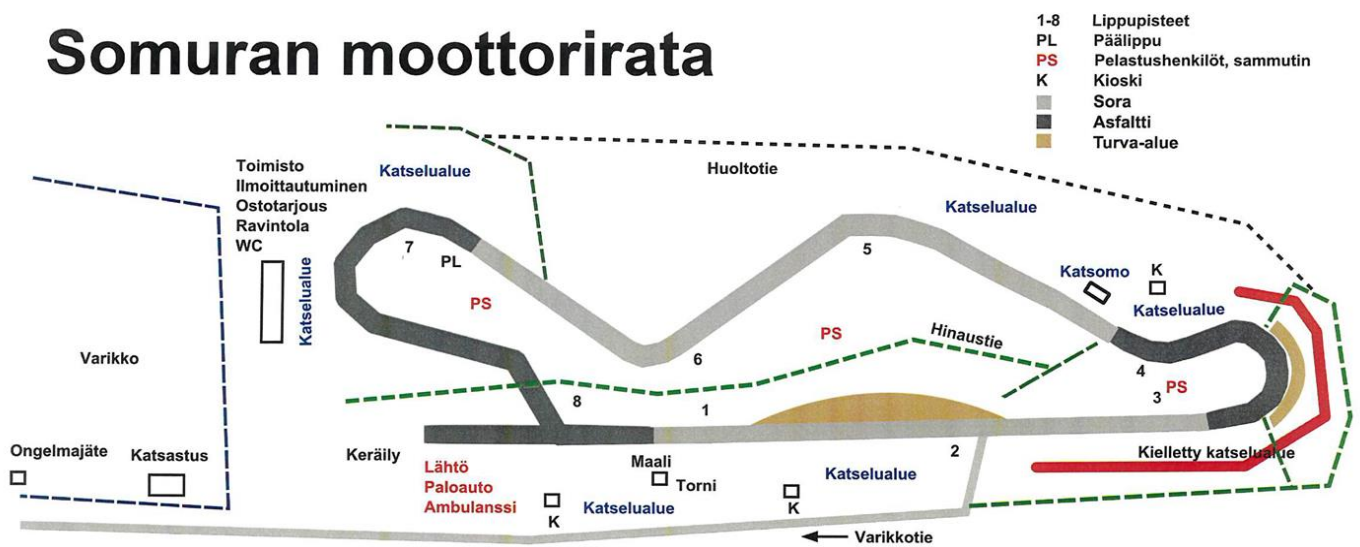 Somuran moottorirata
1-8 Lippupisteet
PL Päälippu
PS Pelastushenkilöt, sammutin
K Kioski
Sora
Asfaltti
Turva-alue
Toimisto
Ilmoittautuminen
Ostotarjous
Ravintola
WC
Katselualue
Katselualue
Huoltotie
Katselualue
7
PL
5
Katsomo
K
Katselualue
PS
PS
Hinaustie
6
4
3
PS
Varikko
8
1
2
Ongelmajäte
Katsastus
Keräily
Lähtö
Paloauto
Ambulanssi
Maali
Torni
K
Katselualue
K
Katselualue
Kielletty katselualue
Varikkotie